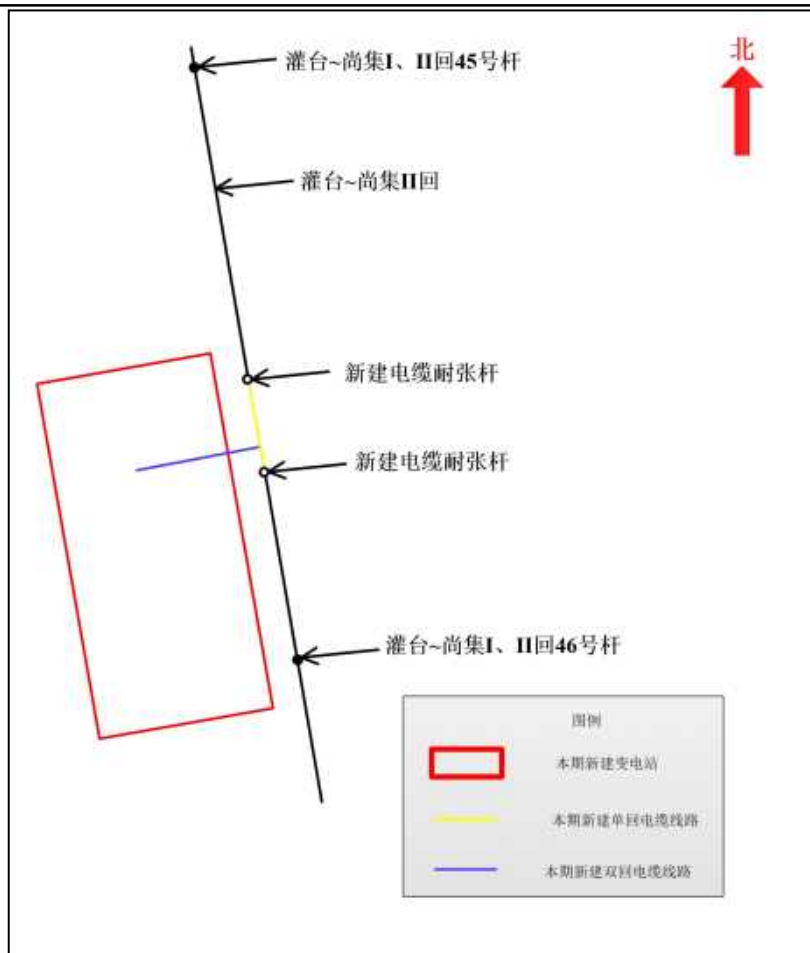 北
灌台~尚集I、II回45号杆
灌台~尚集II回
新建电缆耐张杆
新建电缆耐张杆
灌台~尚集I、II回46号杆
图例
本期新建变电站
本期新建单回电缆线路
本期新建双回电缆线路